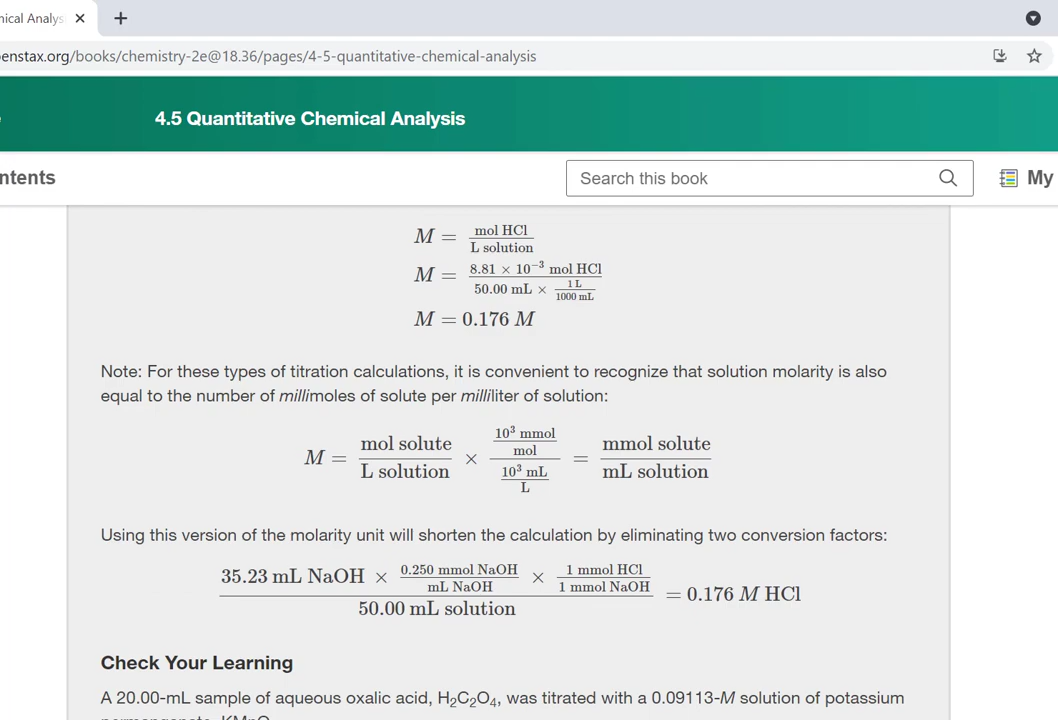 mical Analys
enstax.org/books/chemistry-2e@18.36/pages/4-5-quantitative-chemical-analysis
4.5 Quantitative Chemical Analysis
ntents
Search this book
My
M = mol HCl / L solution
M = 8.81 × 10⁻³ mol HCl / 50.00 mL × 1 L / 1000 mL
M = 0.176 M
Note: For these types of titration calculations, it is convenient to recognize that solution molarity is also
equal to the number of millimoles of solute per milliliter of solution:
M = mol solute / L solution × 10³ mmol / mol / 10³ mL / L = mmol solute / mL solution
Using this version of the molarity unit will shorten the calculation by eliminating two conversion factors:
35.23 mL NaOH × 0.250 mmol NaOH / mL NaOH × 1 mmol HCl / 1 mmol NaOH / 50.00 mL solution = 0.176 M HCl
Check Your Learning
A 20.00-mL sample of aqueous oxalic acid, H₂C₂O₄, was titrated with a 0.09113-M solution of potassium
permanganate, KMnO